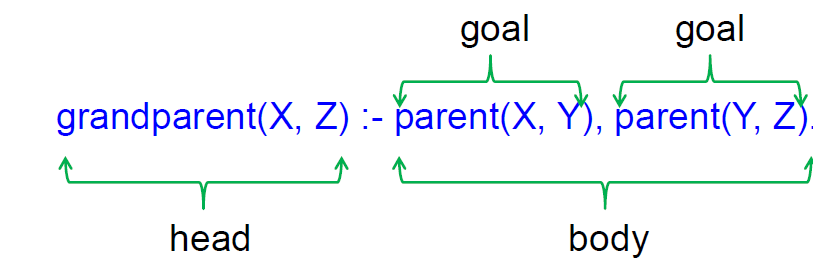 goal goal
grandparent(X, Z) :- parent(X, Y), parent(Y, Z).
head body